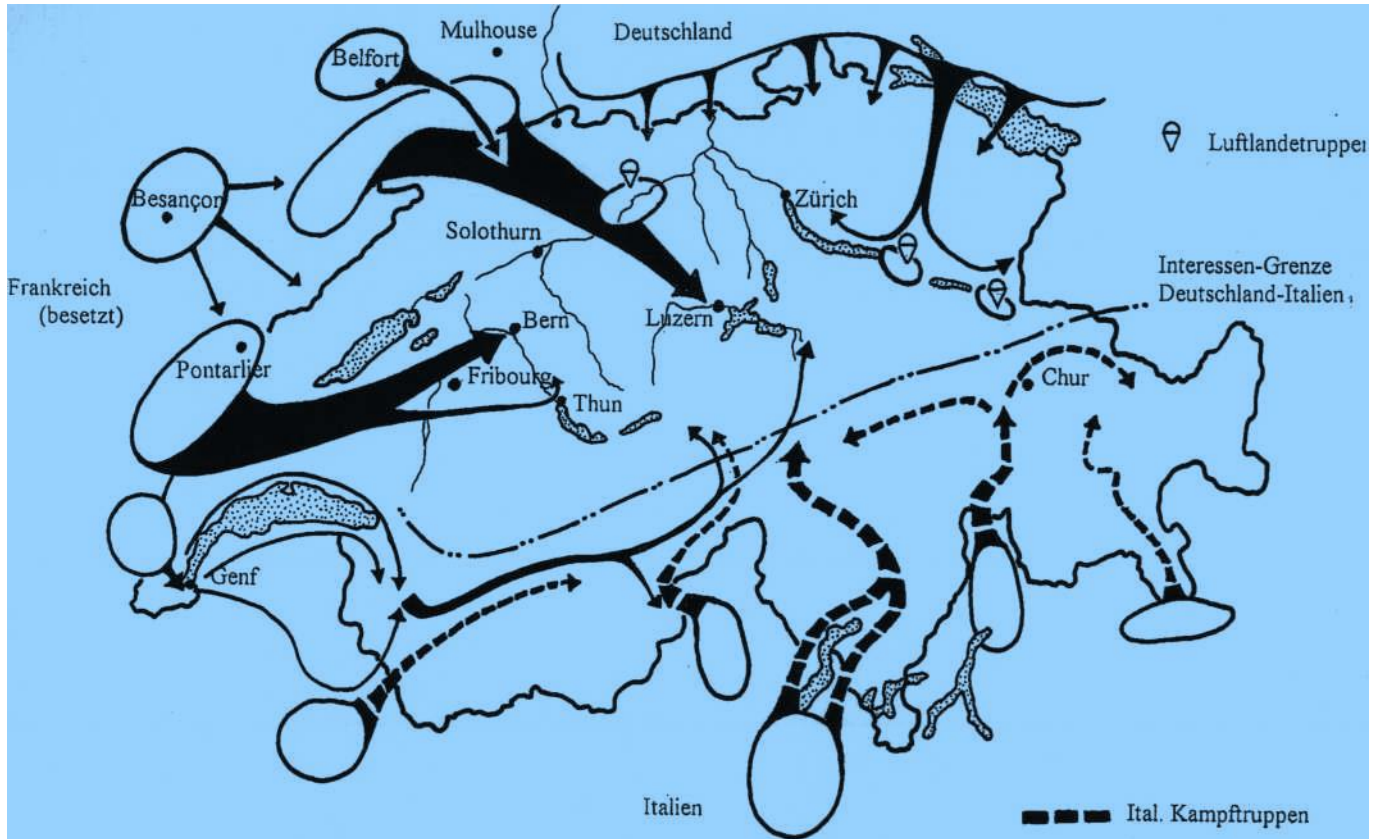 Mulhouse
Deutschland
Belfort
Luftlandetruppen
Besançon
Zürich
Solothurn
Interessen-Grenze
Deutschland-Italien
Frankreich
(besetzt)
Bern
Luzern
Pontarlier
Fribourg
Chur
Thun
Genf
Italien
Ital. Kampftruppen